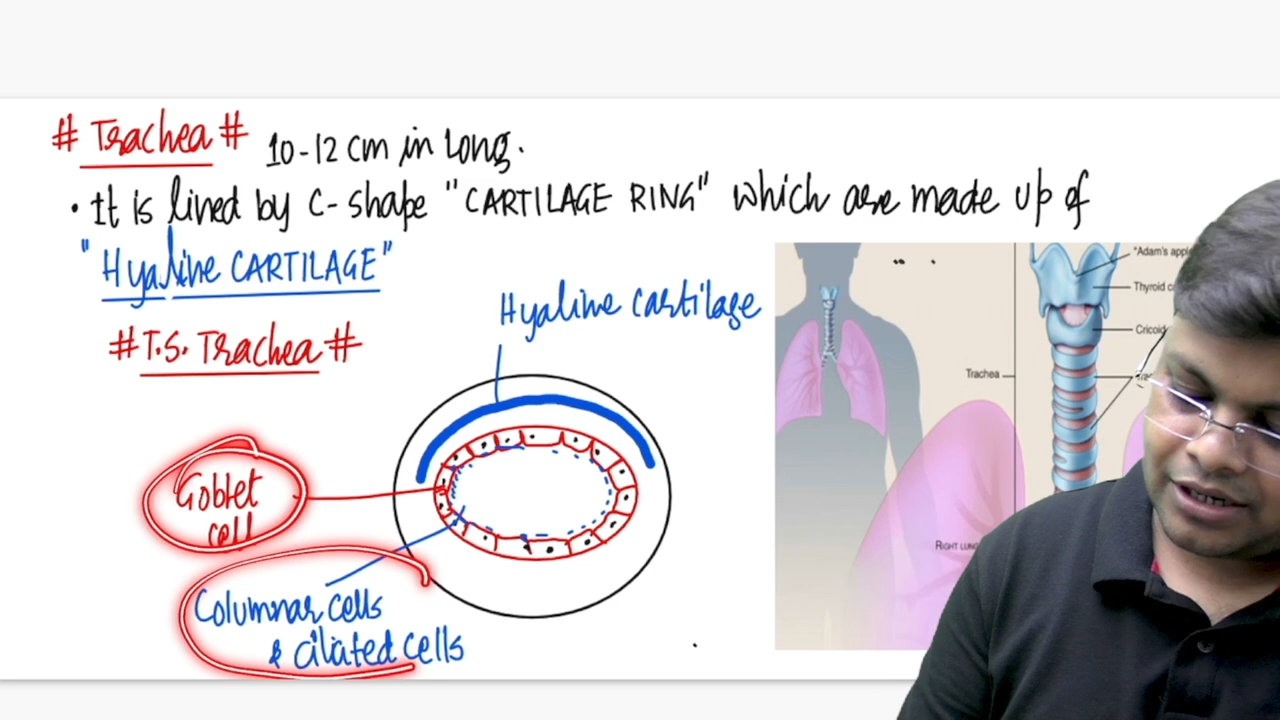 # Trachea # 10-12 cm in long.
• It is lined by C-shape "CARTILAGE RING" which are made up of
"Hyaline CARTILAGE"
# T.S. Trachea #
Hyaline cartilage
Goblet
cell
Columnar cells
& ciliated cells
"Adam's
Thyroid
Cricoid
Trachea
RIGHT LUNG